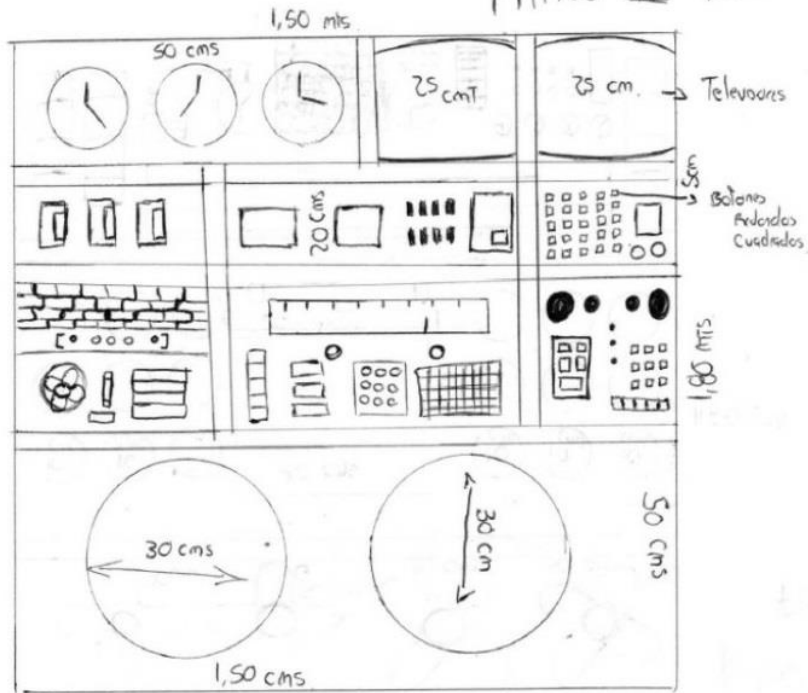 1,50 mts.
50 cms
25 cmT
25 cm.
Televisores
5cm
20 cms
Botones
Redondos
Cuadrados
1,80 mts
30 cms
30 cm
50 cms
1,50 cms